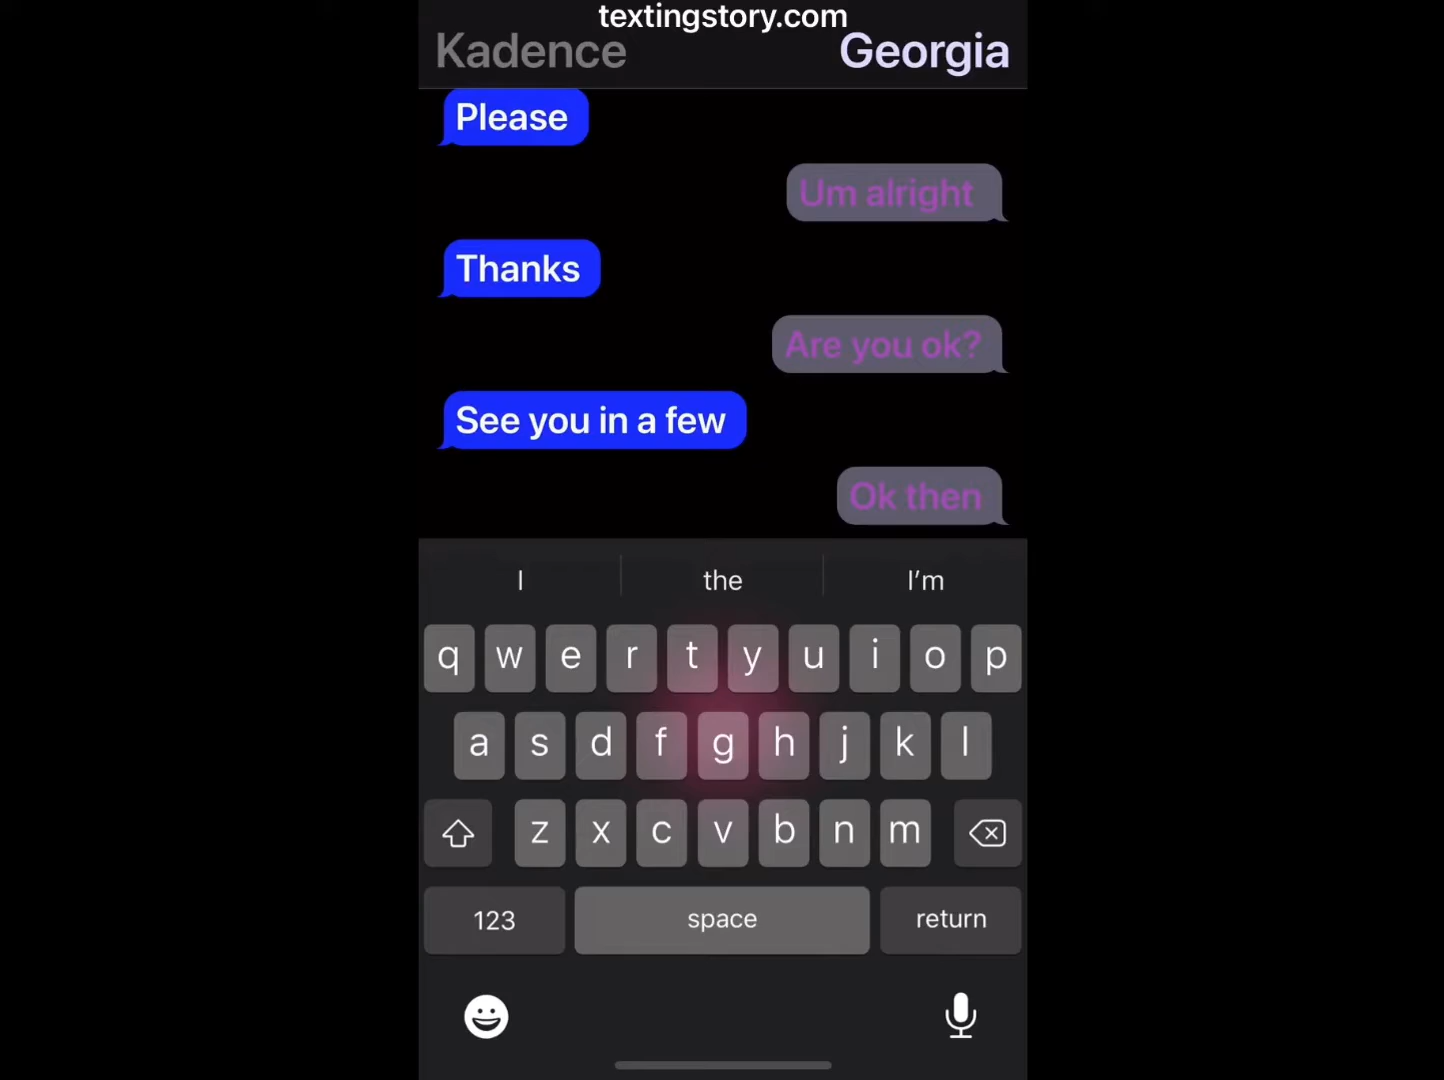 textingstory.com
Kadence Georgia
Please
Um alright
Thanks
Are you ok?
See you in a few
Ok then
I the I’m
q w e r t y u i o p
a s d f g h j k l
z x c v b n m
123 space return